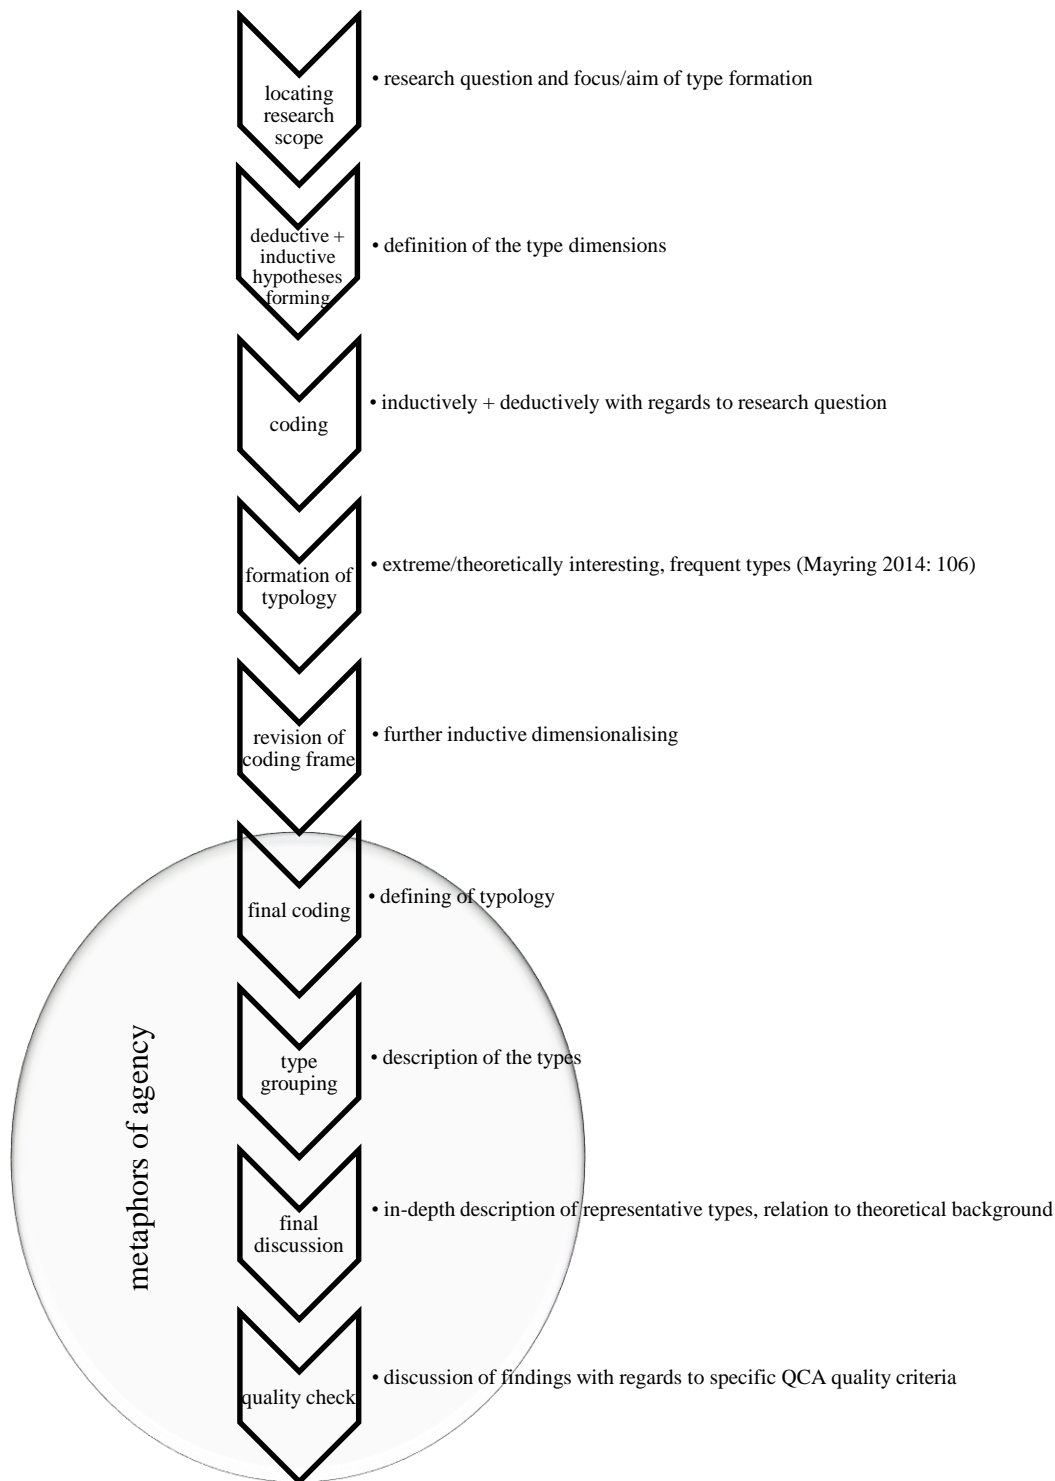 locating
research
scope
• research question and focus/aim of type formation
deductive +
inductive
hypotheses
forming
• definition of the type dimensions
coding
• inductively + deductively with regards to research question
formation of
typology
• extreme/theoretically interesting, frequent types (Mayring 2014: 106)
revision of
coding frame
• further inductive dimensionalising
final coding
• defining of typology
type
grouping
• description of the types
metaphors of agency
final
discussion
• in-depth description of representative types, relation to theoretical background
quality check
• discussion of findings with regards to specific QCA quality criteria